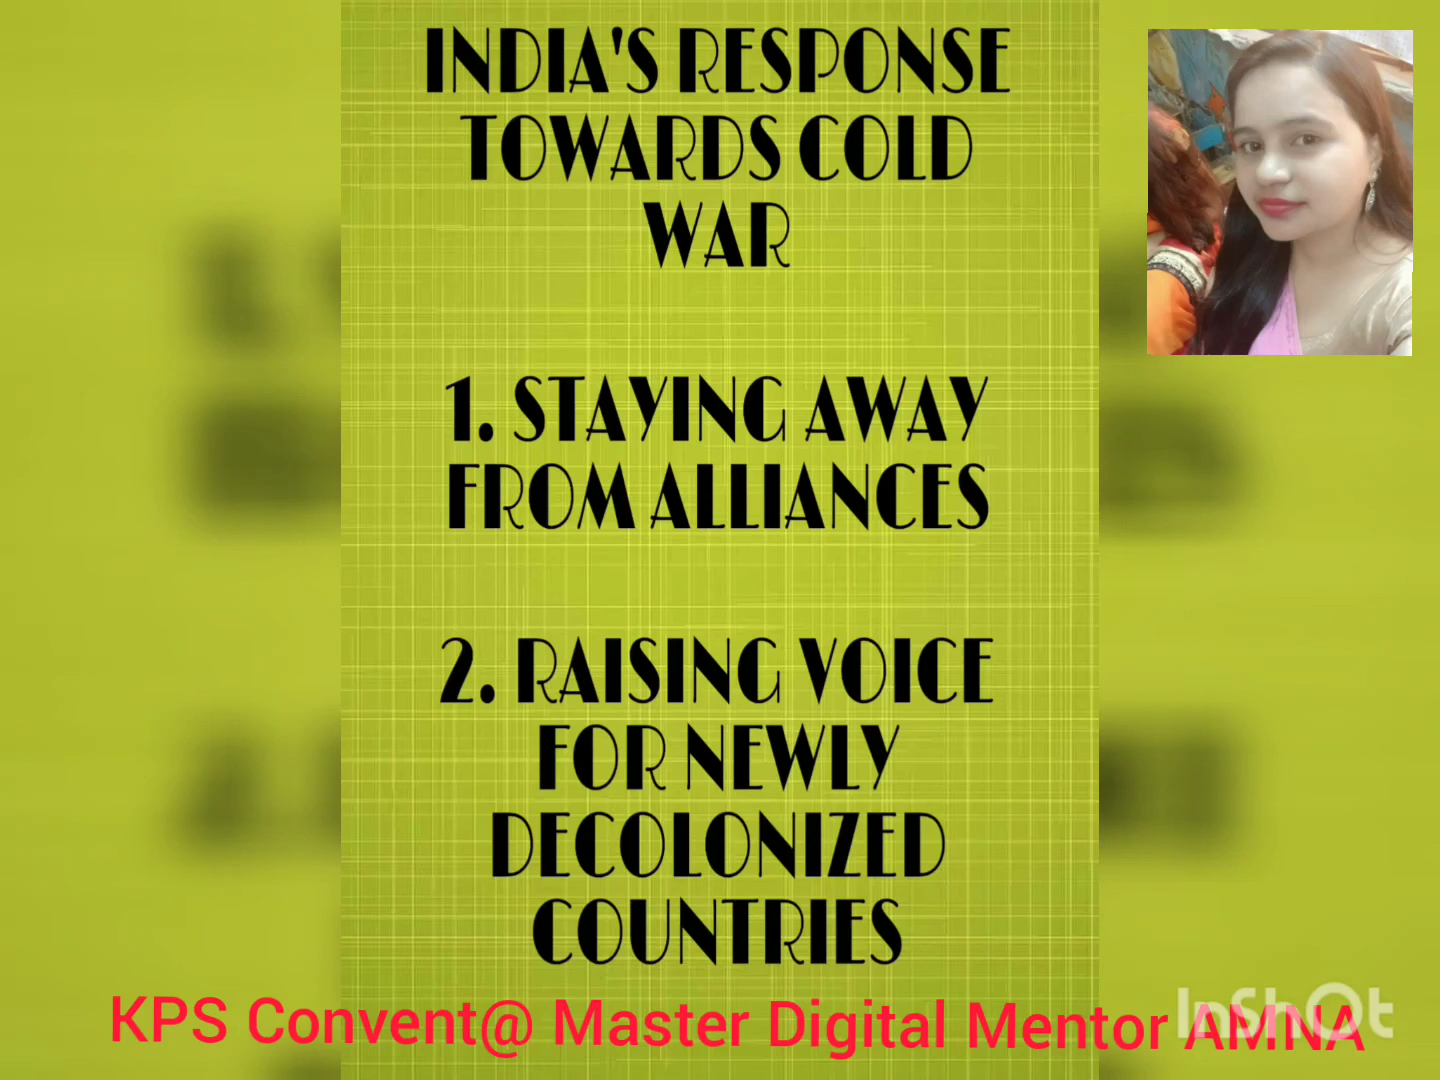 INDIA'S RESPONSE
TOWARDS COLD
WAR
1. STAYING AWAY
FROM ALLIANCES
2. RAISING VOICE
FOR NEWLY
DECOLONIZED
COUNTRIES
KPS Convent@ Master Digital Mentor AMNA
InShOt